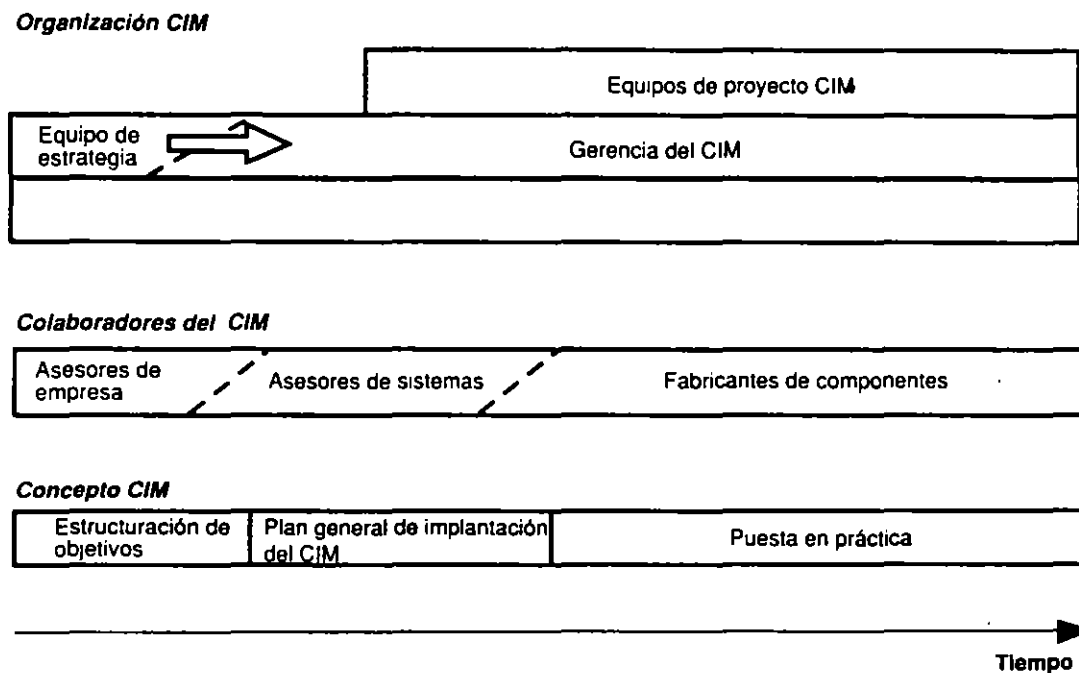 Organización CIM
Equipos de proyecto CIM
Equipo de
estrategia
Gerencia del CIM
Colaboradores del CIM
Asesores de
empresa
Asesores de sistemas
Fabricantes de componentes
Concepto CIM
Estructuración de
objetivos
Plan general de implantación
del CIM
Puesta en práctica
Tiempo